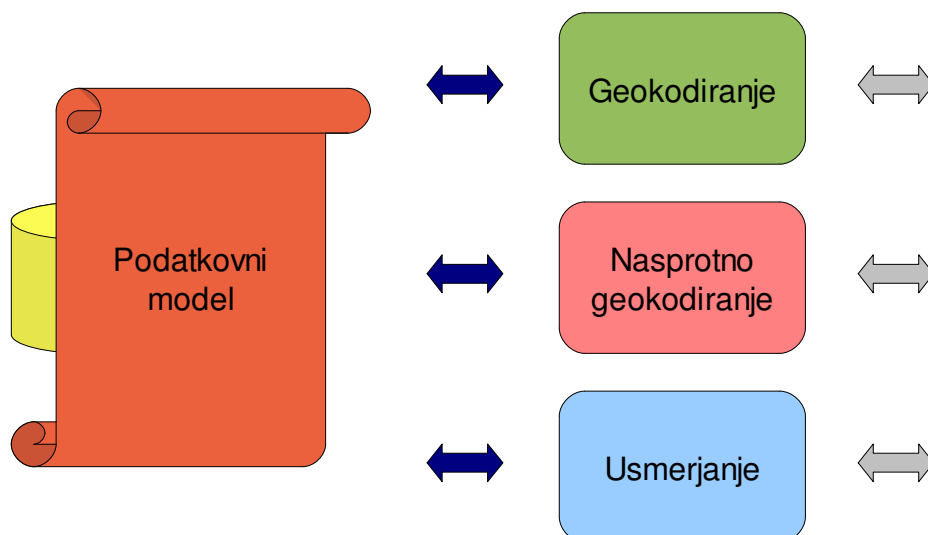 Geokodiranje
Podatkovni
model
Nasprotno
geokodiranje
Usmerjanje